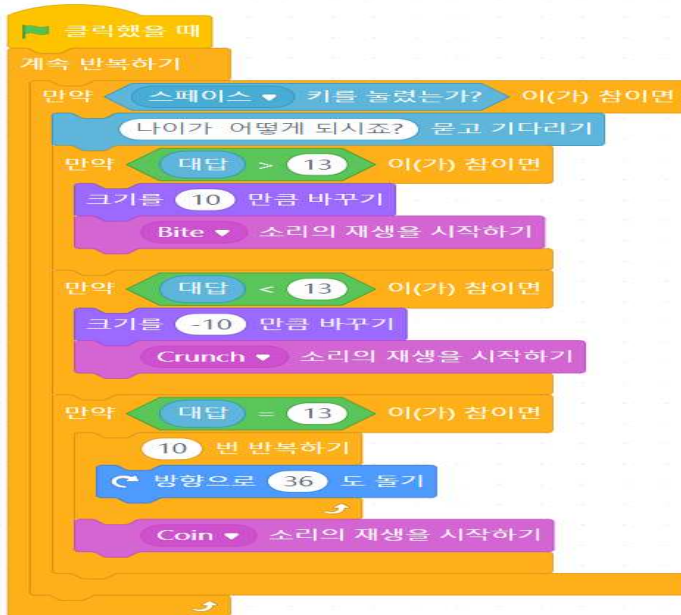 클릭했을 때
계속 반복하기
만약 스페이스 키를 눌렀는가? 이(가) 참이면
나이가 어떻게 되시죠? 묻고 기다리기
만약 대답 > 13 이(가) 참이면
크기를 10 만큼 바꾸기
Bite 소리의 재생을 시작하기
만약 대답 < 13 이(가) 참이면
크기를 -10 만큼 바꾸기
Crunch 소리의 재생을 시작하기
만약 대답 = 13 이(가) 참이면
10 번 반복하기
방향으로 36 도 돌기
Coin 소리의 재생을 시작하기